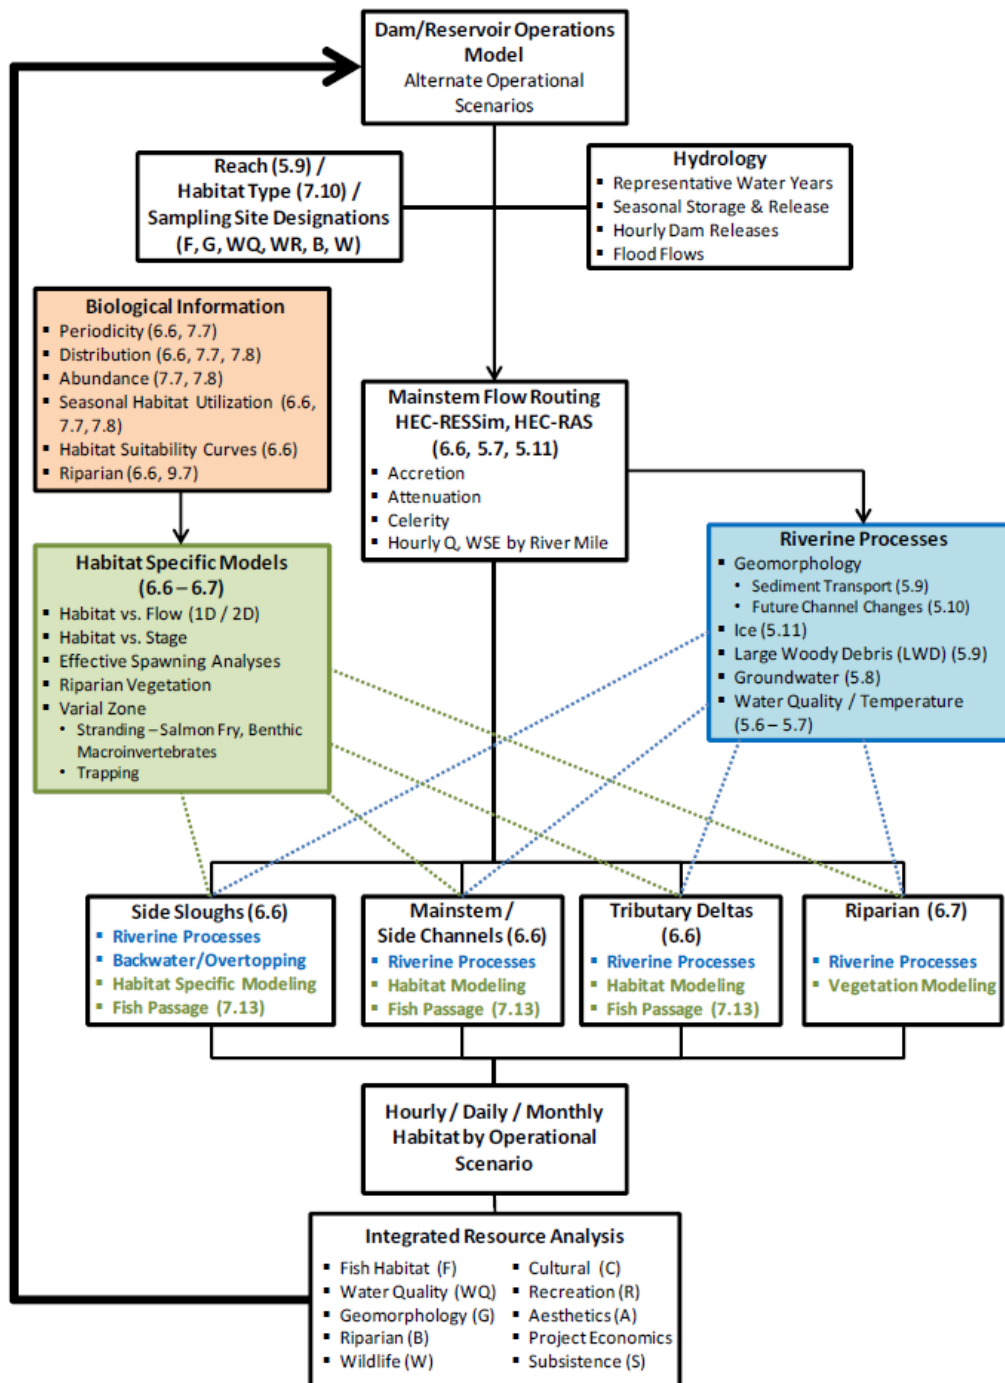 Dam/Reservoir Operations
Model
Alternate Operational
Scenarios
Reach (5.9) /
Habitat Type (7.10) /
Sampling Site Designations
(F, G, WQ, WR, B, W)
Hydrology
▪ Representative Water Years
▪ Seasonal Storage & Release
▪ Hourly Dam Releases
▪ Flood Flows
Biological Information
▪ Periodicity (6.6, 7.7)
▪ Distribution (6.6, 7.7, 7.8)
▪ Abundance (7.7, 7.8)
▪ Seasonal Habitat Utilization (6.6,
7.7, 7.8)
▪ Habitat Suitability Curves (6.6)
▪ Riparian (6.6, 9.7)
Mainstem Flow Routing
HEC-RESSim, HEC-RAS
(6.6, 5.7, 5.11)
▪ Accretion
▪ Attenuation
▪ Celerity
▪ Hourly Q, WSE by River Mile
Habitat Specific Models
(6.6 – 6.7)
▪ Habitat vs. Flow (1D / 2D)
▪ Habitat vs. Stage
▪ Effective Spawning Analyses
▪ Riparian Vegetation
▪ Varial Zone
• Stranding – Salmon Fry, Benthic
Macroinvertebrates
• Trapping
Riverine Processes
▪ Geomorphology
• Sediment Transport (5.9)
• Future Channel Changes (5.10)
▪ Ice (5.11)
▪ Large Woody Debris (LWD) (5.9)
▪ Groundwater (5.8)
▪ Water Quality / Temperature
(5.6 – 5.7)
Side Sloughs (6.6)
▪ Riverine Processes
▪ Backwater/Overtopping
▪ Habitat Specific Modeling
▪ Fish Passage (7.13)
Mainstem /
Side Channels (6.6)
▪ Riverine Processes
▪ Habitat Modeling
▪ Fish Passage (7.13)
Tributary Deltas
(6.6)
▪ Riverine Processes
▪ Habitat Modeling
▪ Fish Passage (7.13)
Riparian (6.7)
▪ Riverine Processes
▪ Vegetation Modeling
Hourly / Daily / Monthly
Habitat by Operational
Scenario
Integrated Resource Analysis
▪ Fish Habitat (F)
▪ Water Quality (WQ)
▪ Geomorphology (G)
▪ Riparian (B)
▪ Wildlife (W)
▪ Cultural (C)
▪ Recreation (R)
▪ Aesthetics (A)
▪ Project Economics
▪ Subsistence (S)